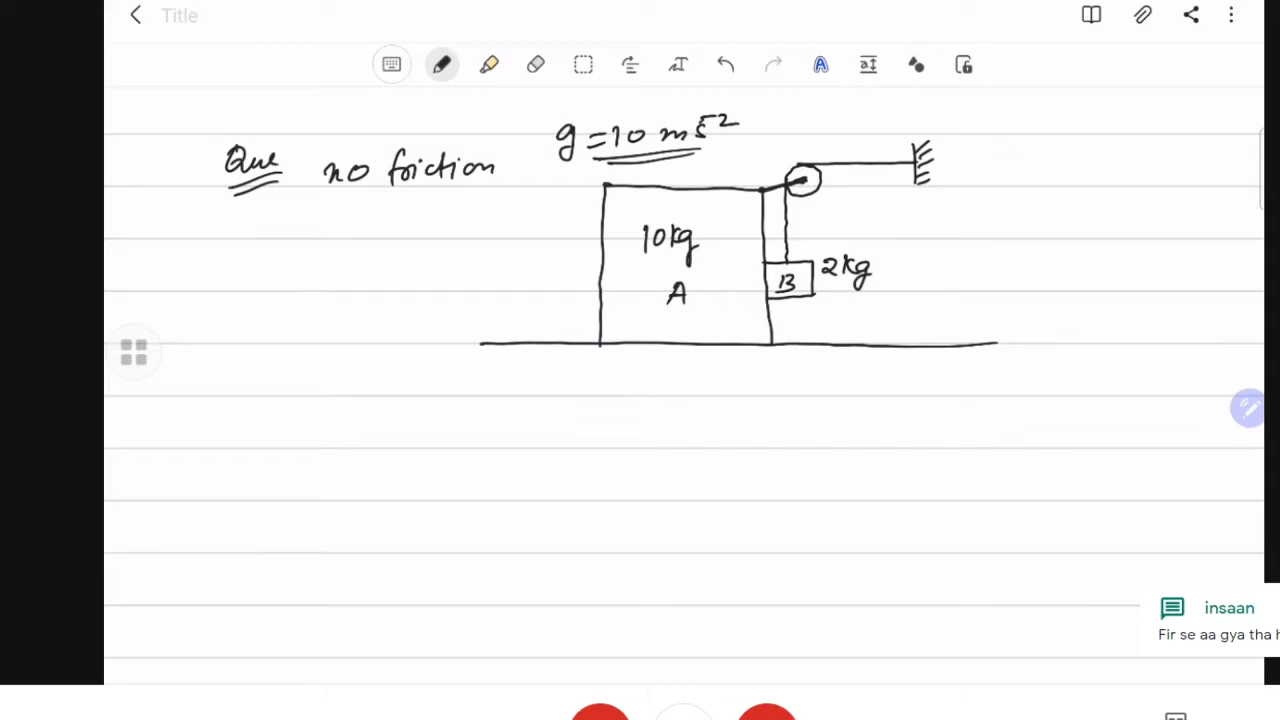 Title
Que no friction g = 10 ms⁻²
10kg
A
B 2kg
insaan
Fir se aa gya tha h